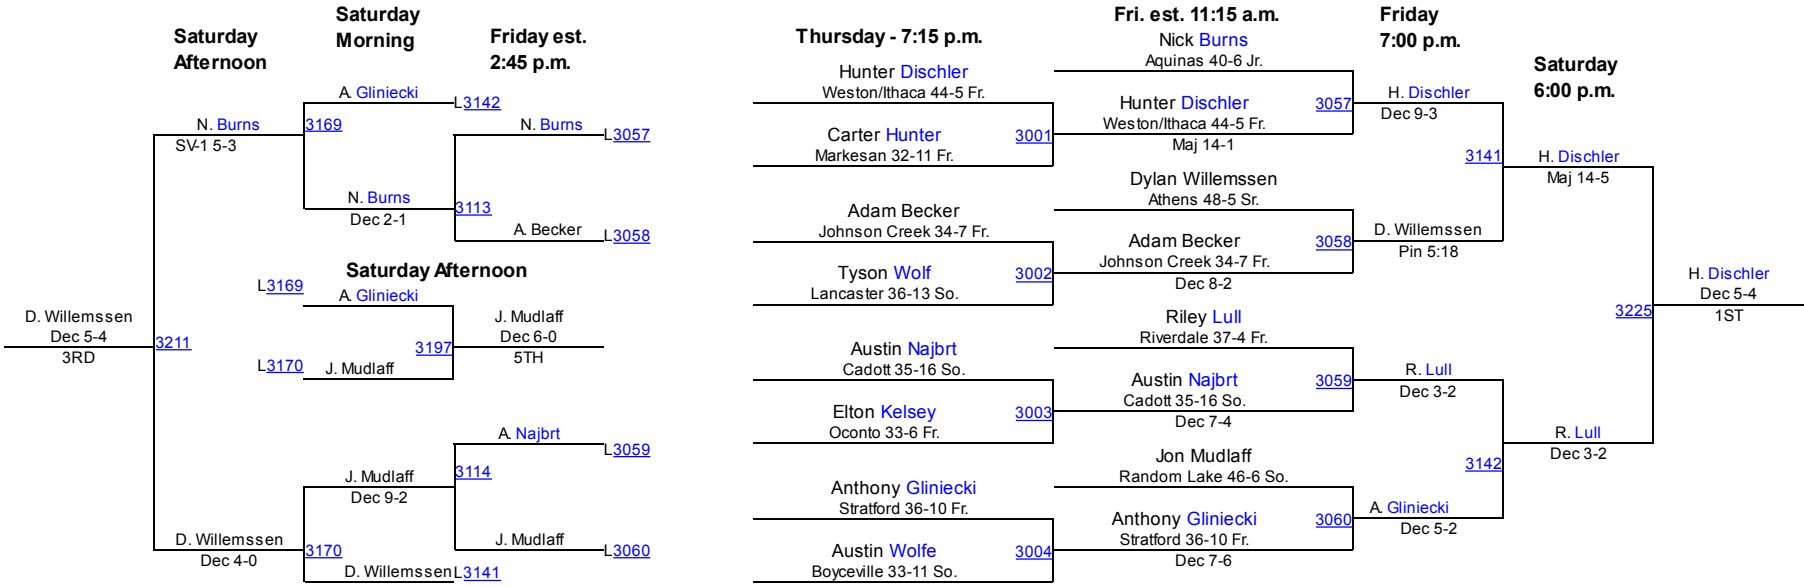 Saturday
Afternoon
Saturday
Morning
Friday est.
2:45 p.m.
A. Gliniecki
L3142
N. Burns
SV-1 5-3
3169
N. Burns
L3057
N. Burns
Dec 2-1
3113
A. Becker
L3058
Saturday Afternoon
L3169
A. Gliniecki
D. Willemssen
Dec 5-4
3RD
3211
3197
J. Mudlaff
Dec 6-0
5TH
L3170
J. Mudlaff
A. Najbrt
L3059
J. Mudlaff
Dec 9-2
3114
D. Willemssen
Dec 4-0
3170
J. Mudlaff
L3060
D. Willemssen
L3141
Thursday - 7:15 p.m.
Hunter Dischler
Weston/Ithaca 44-5 Fr.
Carter Hunter
Markesan 32-11 Fr.
3001
Adam Becker
Johnson Creek 34-7 Fr.
Tyson Wolf
Lancaster 36-13 So.
3002
Austin Najbrt
Cadott 35-16 So.
Elton Kelsey
Oconto 33-6 Fr.
3003
Anthony Gliniecki
Stratford 36-10 Fr.
Austin Wolfe
Boyceville 33-11 So.
3004
Fri. est. 11:15 a.m.
Nick Burns
Aquinas 40-6 Jr.
Hunter Dischler
Weston/Ithaca 44-5 Fr.
Maj 14-1
3057
Dylan Willemssen
Athens 48-5 Sr.
Adam Becker
Johnson Creek 34-7 Fr.
Dec 8-2
3058
Riley Lull
Riverdale 37-4 Fr.
Austin Najbrt
Cadott 35-16 So.
Dec 7-4
3059
Jon Mudlaff
Random Lake 46-6 So.
Anthony Gliniecki
Stratford 36-10 Fr.
Dec 7-6
3060
Friday
7:00 p.m.
H. Dischler
Dec 9-3
3141
D. Willemssen
Pin 5:18
R. Lull
Dec 3-2
3142
A. Gliniecki
Dec 5-2
Saturday
6:00 p.m.
H. Dischler
Maj 14-5
R. Lull
Dec 3-2
3225
H. Dischler
Dec 5-4
1ST